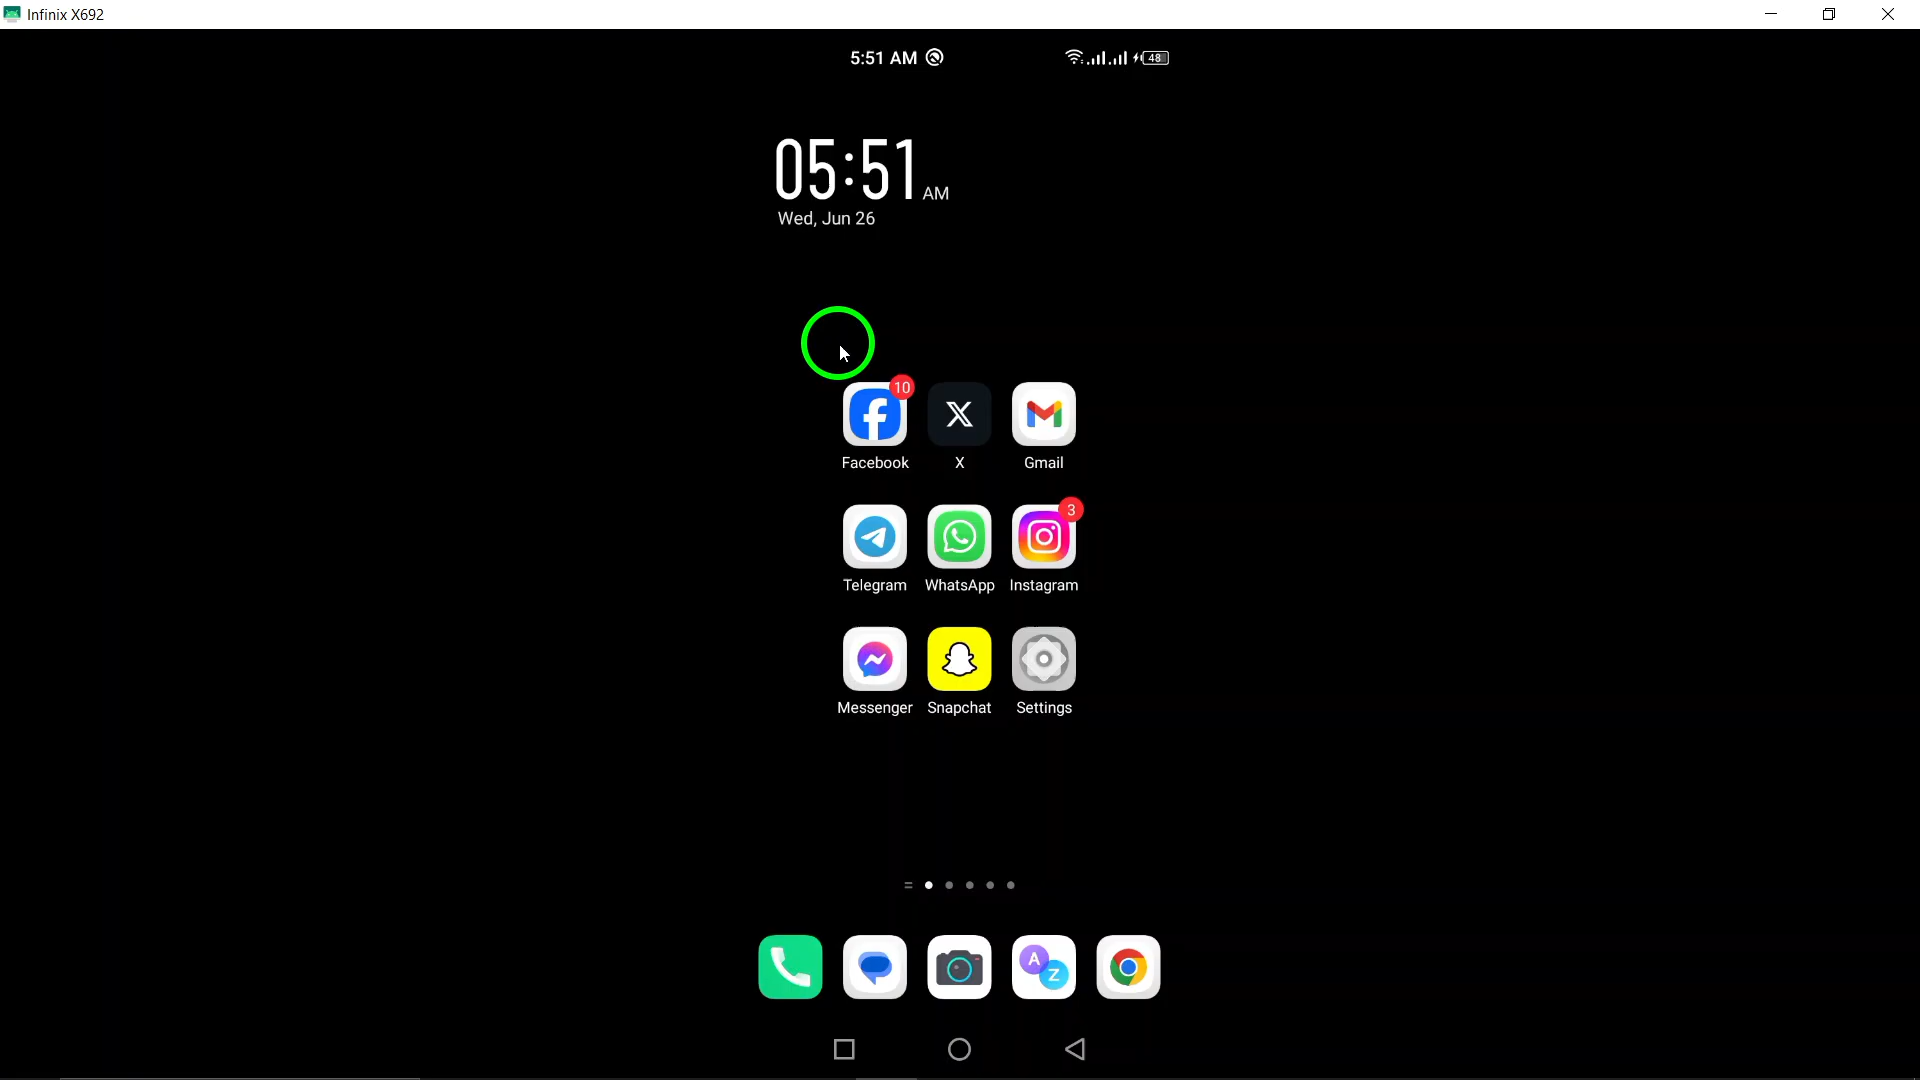 Infinix X692
5:51 AM
48
05:51 AM
Wed, Jun 26
10
Facebook
X
Gmail
3
Telegram
WhatsApp
Instagram
Messenger
Snapchat
Settings
A
Z